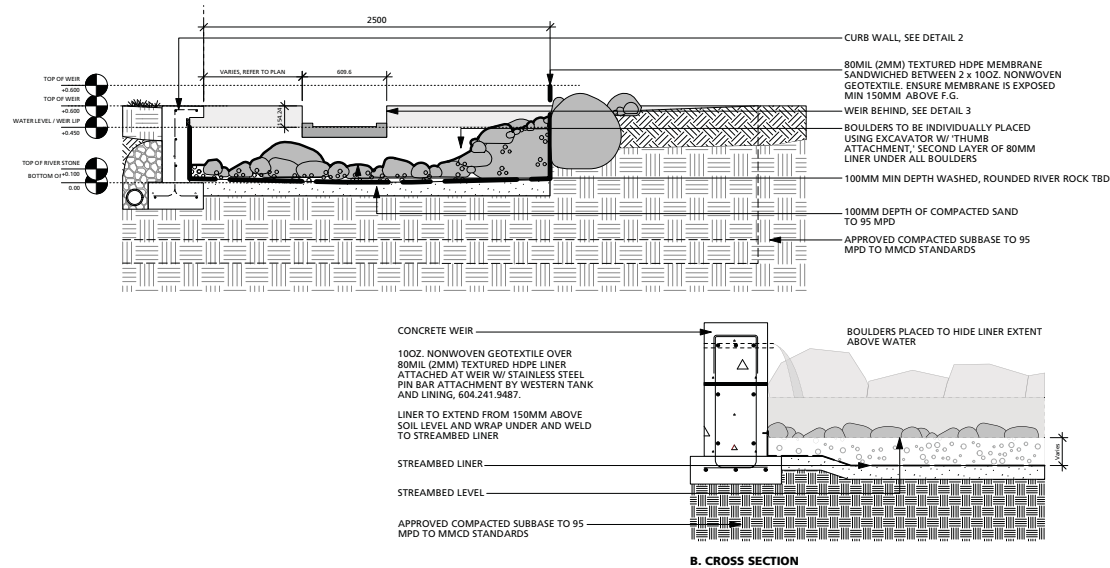 2500
CURB WALL, SEE DETAIL 2
VARIES, REFER TO PLAN
609.6
80MIL (2MM) TEXTURED HDPE MEMBRANE
SANDWICHED BETWEEN 2 x 10OZ. NONWOVEN
GEOTEXTILE. ENSURE MEMBRANE IS EXPOSED
MIN 150MM ABOVE F.G.
TOP OF WEIR
+0.600
TOP OF WEIR
+0.600
WATER LEVEL / WEIR LIP
+0.450
TOP OF RIVER STONE
+0.100
BOTTOM OF
0.00
WEIR BEHIND, SEE DETAIL 3
BOULDERS TO BE INDIVIDUALLY PLACED
USING EXCAVATOR W/ 'THUMB
ATTACHMENT,' SECOND LAYER OF 80MM
LINER UNDER ALL BOULDERS
100MM MIN DEPTH WASHED, ROUNDED RIVER ROCK TBD
100MM DEPTH OF COMPACTED SAND
TO 95 MPD
APPROVED COMPACTED SUBBASE TO 95
MPD TO MMCD STANDARDS
CONCRETE WEIR
10OZ. NONWOVEN GEOTEXTILE OVER
80MIL (2MM) TEXTURED HDPE LINER
ATTACHED AT WEIR W/ STAINLESS STEEL
PIN BAR ATTACHMENT BY WESTERN TANK
AND LINING, 604.241.9487.
LINER TO EXTEND FROM 150MM ABOVE
SOIL LEVEL AND WRAP UNDER AND WELD
TO STREAMBED LINER
STREAMBED LINER
STREAMBED LEVEL
APPROVED COMPACTED SUBBASE TO 95
MPD TO MMCD STANDARDS
BOULDERS PLACED TO HIDE LINER EXTENT
ABOVE WATER
Varies
B. CROSS SECTION